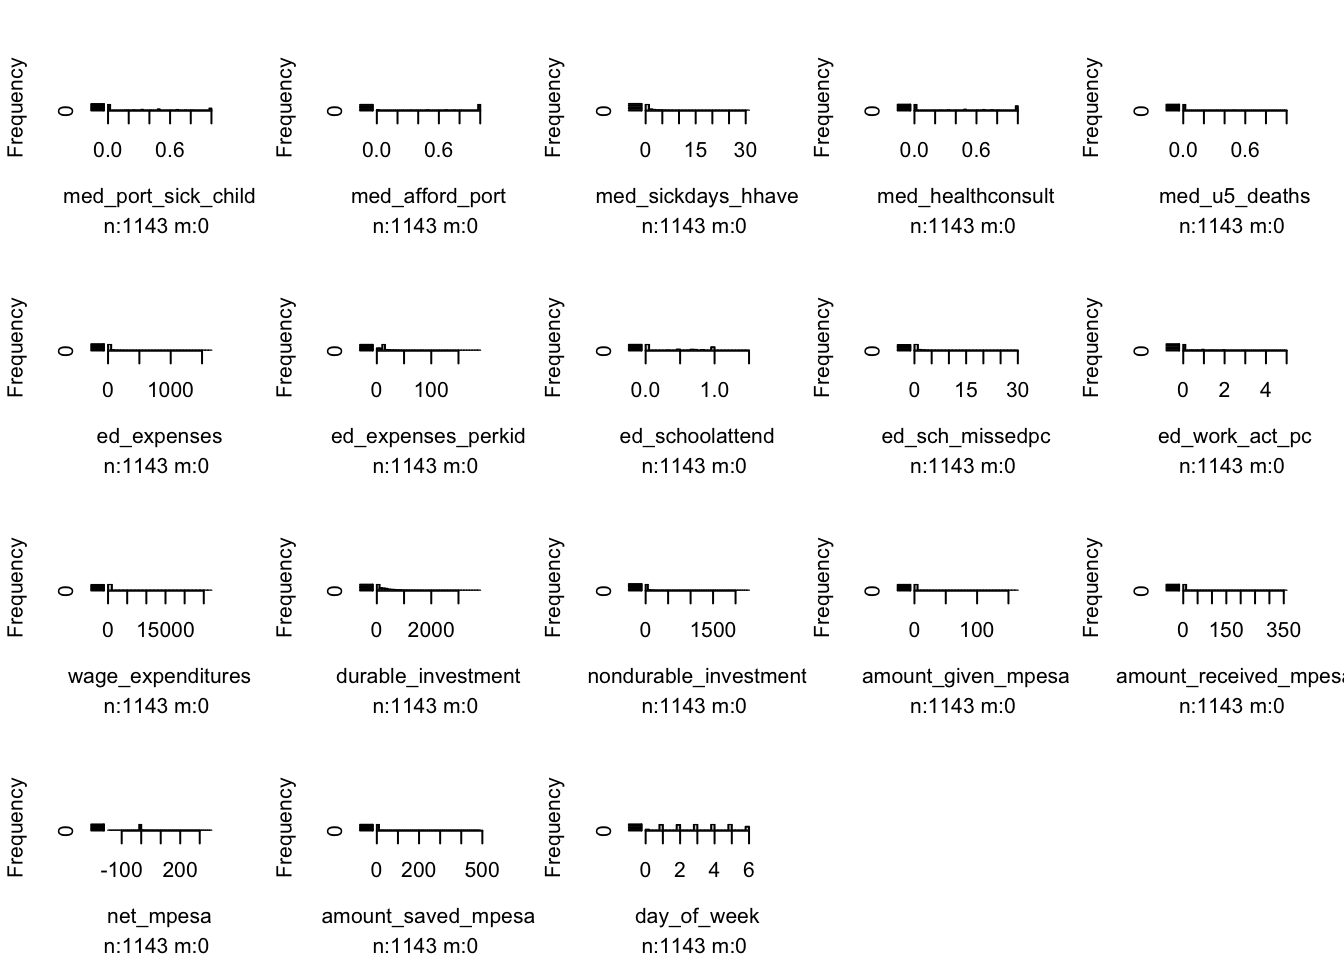 Frequency Frequency Frequency Frequency Frequency
0 0 0 0 0
0.0 0.6 0.0 0.6 0 15 30 0.0 0.6 0.0 0.6
med_port_sick_child med_afford_port med_sickdays_hhave med_healthconsult med_u5_deaths
n:1143 m:0 n:1143 m:0 n:1143 m:0 n:1143 m:0 n:1143 m:0
Frequency Frequency Frequency Frequency Frequency
0 0 0 0 0
0 1000 0 100 0.0 1.0 0 15 30 0 2 4
ed_expenses ed_expenses_perkid ed_schoolattend ed_sch_missedpc ed_work_act_pc
n:1143 m:0 n:1143 m:0 n:1143 m:0 n:1143 m:0 n:1143 m:0
Frequency Frequency Frequency Frequency Frequency
0 0 0 0 0
0 15000 0 2000 0 1500 0 100 0 150 350
wage_expenditures durable_investment nondurable_investment amount_given_mpesa amount_received_mpesa
n:1143 m:0 n:1143 m:0 n:1143 m:0 n:1143 m:0 n:1143 m:0
Frequency Frequency Frequency
0 0 0
-100 200 0 200 500 0 2 4 6
net_mpesa amount_saved_mpesa day_of_week
n:1143 m:0 n:1143 m:0 n:1143 m:0